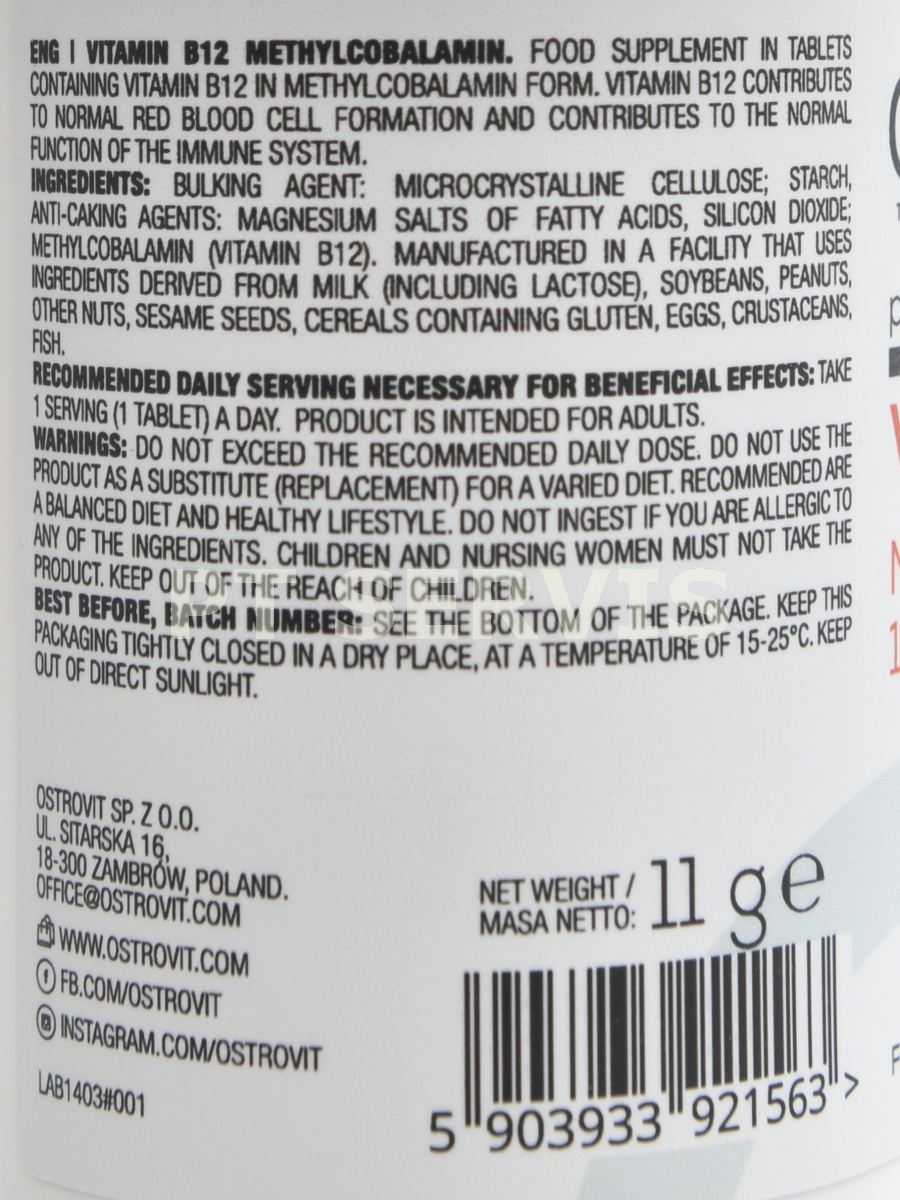 ENG | VITAMIN B12 METHYLCOBALAMIN. FOOD SUPPLEMENT IN TABLETS
CONTAINING VITAMIN B12 IN METHYLCOBALAMIN FORM. VITAMIN B12 CONTRIBUTES
TO NORMAL RED BLOOD CELL FORMATION AND CONTRIBUTES TO THE NORMAL
FUNCTION OF THE IMMUNE SYSTEM.
INGREDIENTS: BULKING AGENT: MICROCRYSTALLINE CELLULOSE; STARCH,
ANTI-CAKING AGENTS: MAGNESIUM SALTS OF FATTY ACIDS, SILICON DIOXIDE;
METHYLCOBALAMIN (VITAMIN B12). MANUFACTURED IN A FACILITY THAT USES
INGREDIENTS DERIVED FROM MILK (INCLUDING LACTOSE), SOYBEANS, PEANUTS,
OTHER NUTS, SESAME SEEDS, CEREALS CONTAINING GLUTEN, EGGS, CRUSTACEANS,
FISH.
RECOMMENDED DAILY SERVING NECESSARY FOR BENEFICIAL EFFECTS: TAKE
1 SERVING (1 TABLET) A DAY. PRODUCT IS INTENDED FOR ADULTS.
WARNINGS: DO NOT EXCEED THE RECOMMENDED DAILY DOSE. DO NOT USE THE
PRODUCT AS A SUBSTITUTE (REPLACEMENT) FOR A VARIED DIET. RECOMMENDED ARE
A BALANCED DIET AND HEALTHY LIFESTYLE. DO NOT INGEST IF YOU ARE ALLERGIC TO
ANY OF THE INGREDIENTS. CHILDREN AND NURSING WOMEN MUST NOT TAKE THE
PRODUCT. KEEP OUT OF THE REACH OF CHILDREN.
BEST BEFORE, BATCH NUMBER: SEE THE BOTTOM OF THE PACKAGE. KEEP THIS
PACKAGING TIGHTLY CLOSED IN A DRY PLACE, AT A TEMPERATURE OF 15-25°C. KEEP
OUT OF DIRECT SUNLIGHT.
OSTROVIT SP. Z O.O.
UL. SITARSKA 16,
18-300 ZAMBRÓW, POLAND.
OFFICE@OSTROVIT.COM
WWW.OSTROVIT.COM
FB.COM/OSTROVIT
INSTAGRAM.COM/OSTROVIT
LAB1403#001
NET WEIGHT /
MASA NETTO: 11 g e
5 903933 921563 >